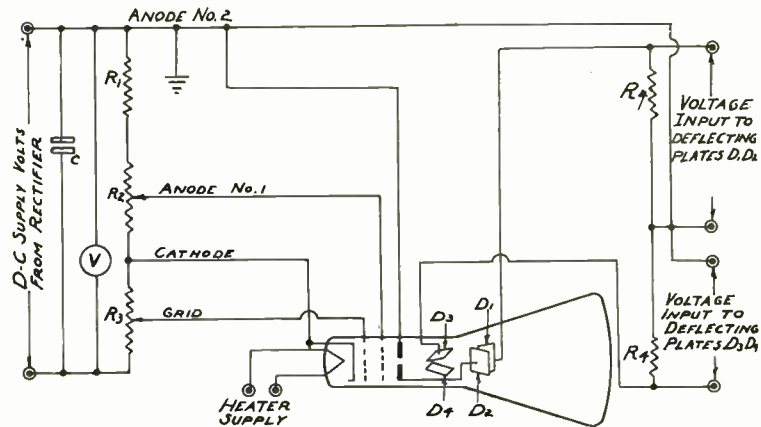 ANODE NO. 2
R1
C
R2
ANODE NO. 1
D-C SUPPLY VOLTS
FROM RECTIFIER
V
CATHODE
R3
GRID
HEATER
SUPPLY
D3
D1
D4
D2
R4
VOLTAGE
INPUT TO
DEFLECTING
PLATES D1D2
VOLTAGE
INPUT TO
DEFLECTING
PLATES D3D4
R4